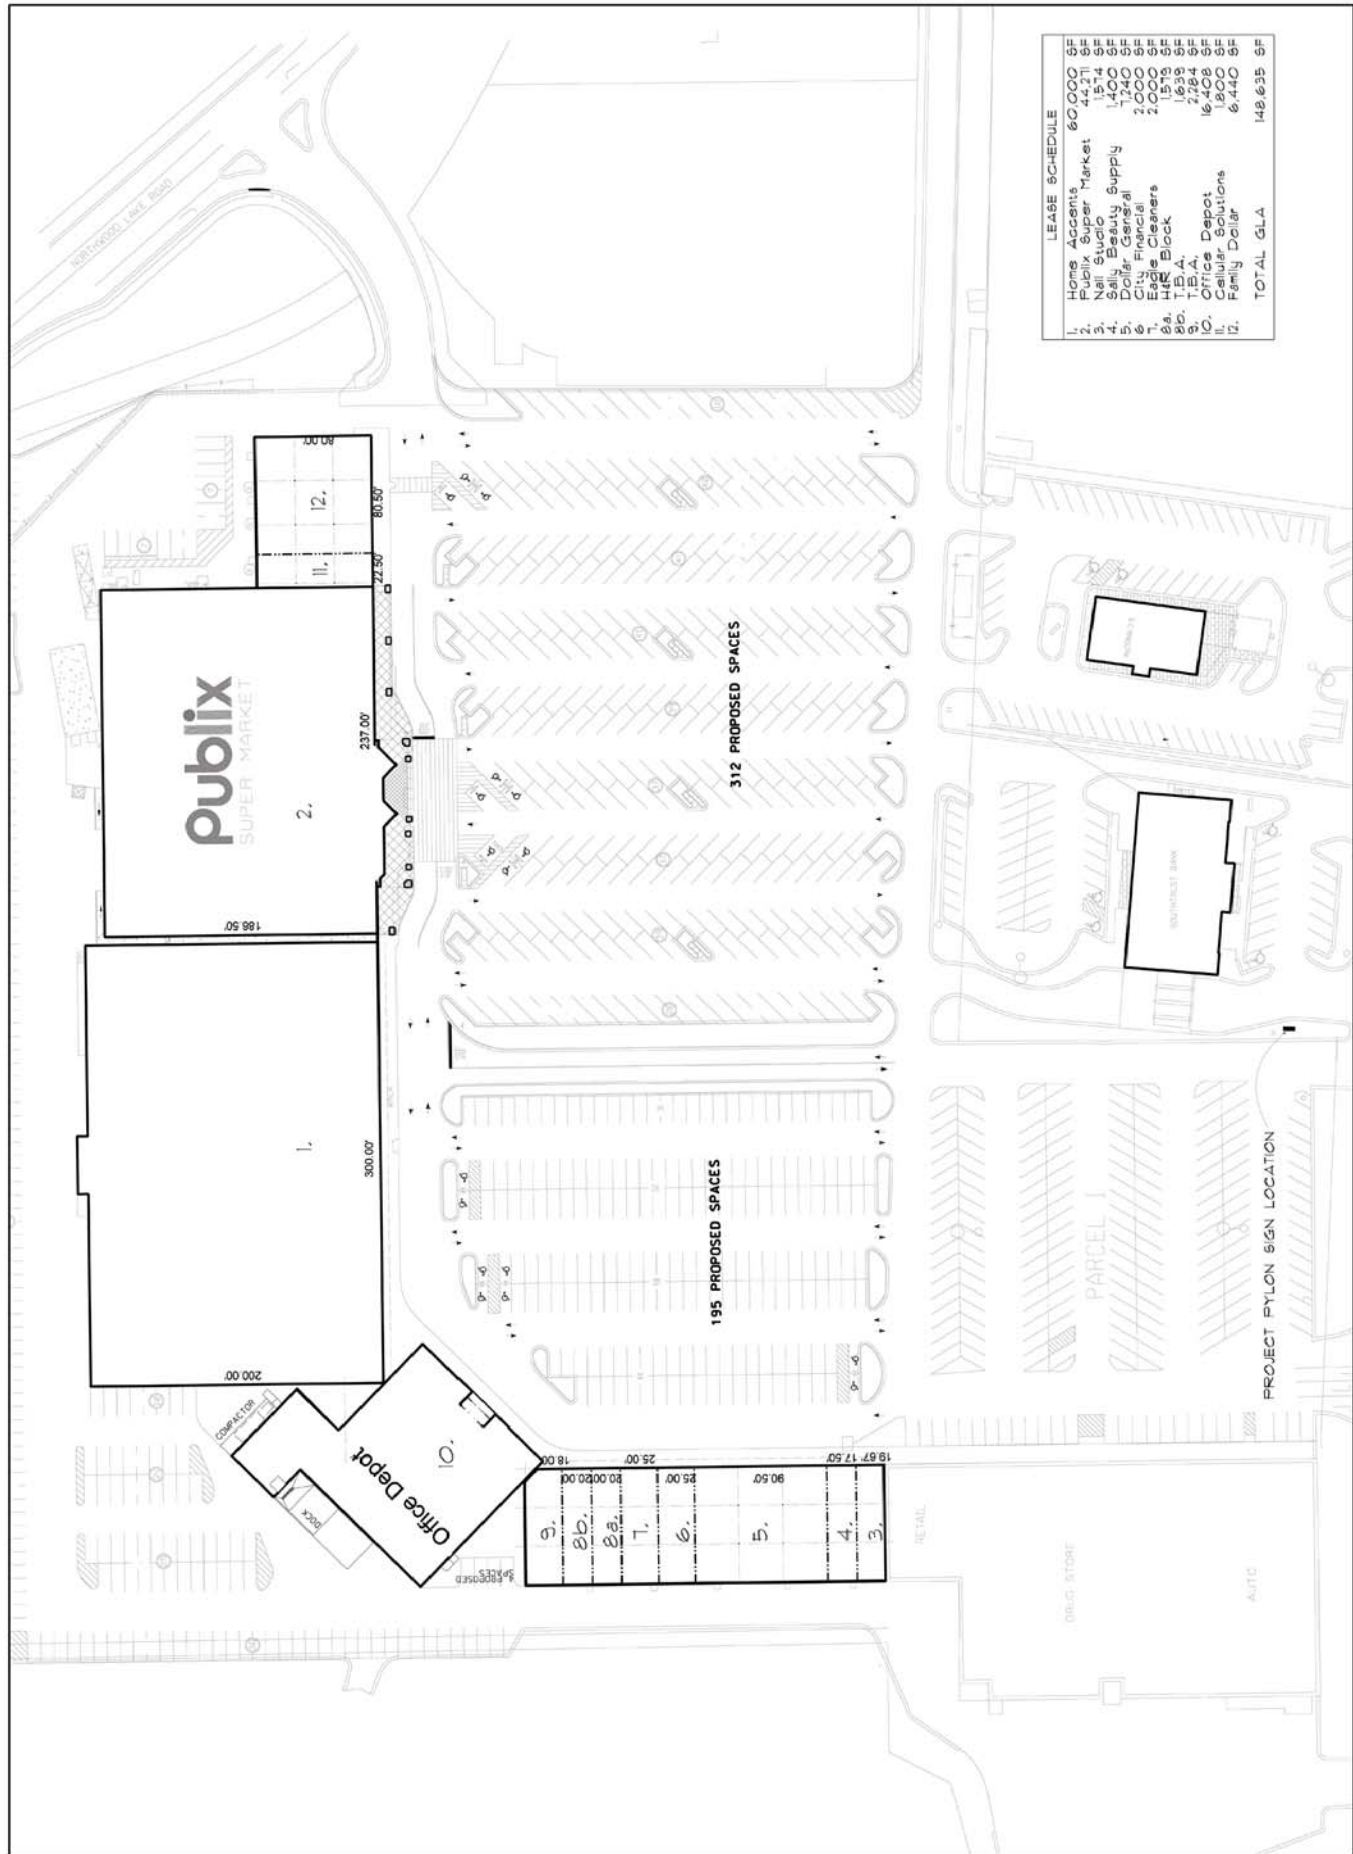 LEASE SCHEDULE
1. Home Accents 60,000 SF
2. Publix Super Market 44,271 SF
3. Nail Studio 1,574 SF
4. Sally Beauty Supply 1,400 SF
5. Dollar General 7,240 SF
6 City Financial 2,000 SF
7. Eagle Cleaners 2,000 SF
8a. H&R Block 1,579 SF
8b. T.B.A. 1,639 SF
9. T.B.A. 2,284 SF
10. Office Depot 16,408 SF
11. Cellular Solutions 1,800 SF
12. Family Dollar 6,440 SF
TOTAL GLA 148,635 SF
NORTHWOOD LAKE ROAD
80.00'
12.
80.50'
11.
22.50'
Publix
SUPER MARKET
2.
237.00'
186.50'
1.
300.00'
200.00'
COMPACTOR
DOCK
Office Depot
10.
PROPOSED
SPACES
18.00'
20.00'
20.00'
25.00'
25.00'
90.50'
17.50'
19.67'
9.
8b.
8a.
7.
6.
5.
4.
3.
312 PROPOSED SPACES
195 PROPOSED SPACES
SOUTHTRUST BANK
PARCEL 1
PROJECT PYLON SIGN LOCATION
RETAIL
DRUG STORE
AUTO